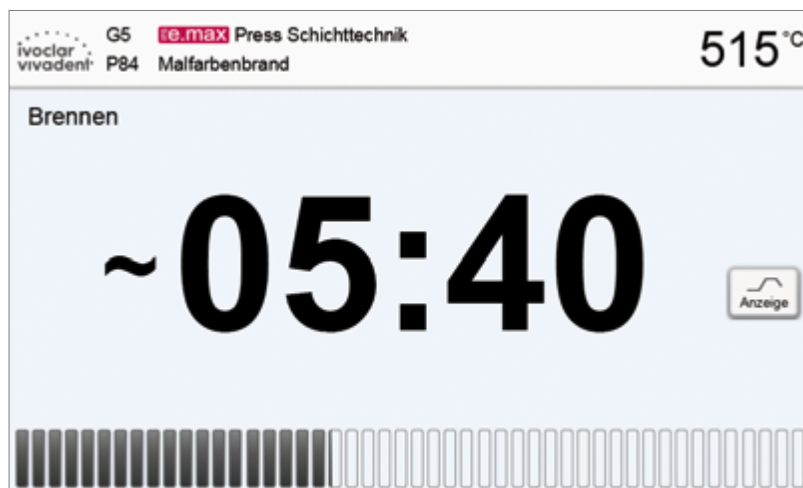 ivoclar
vivadent
G5 e.max Press Schichttechnik
P84 Malfarbenbrand
515 °C
Brennen
~05:40
Anzeige